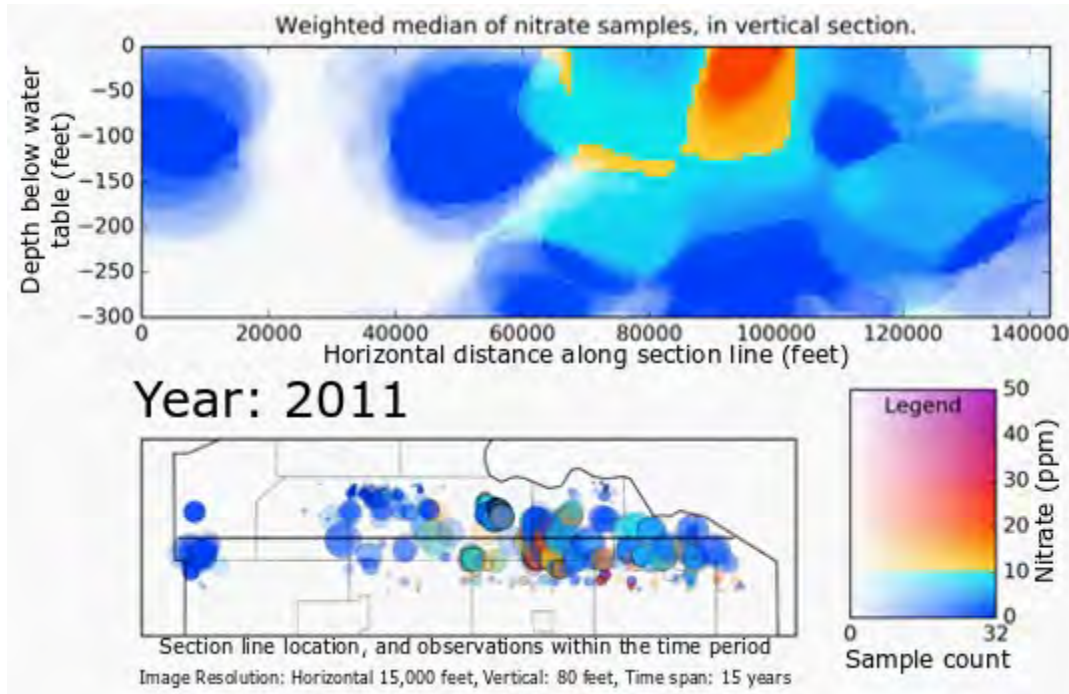 Weighted median of nitrate samples, in vertical section.
Depth below water
table (feet)
0
−50
−100
−150
−200
−250
−300
0 20000 40000 60000 80000 100000 120000 140000
Horizontal distance along section line (feet)
Year: 2011
Legend
50
40
30
20
10
0
Nitrate (ppm)
0 32
Sample count
Section line location, and observations within the time period
Image Resolution: Horizontal 15,000 feet, Vertical: 80 feet, Time span: 15 years